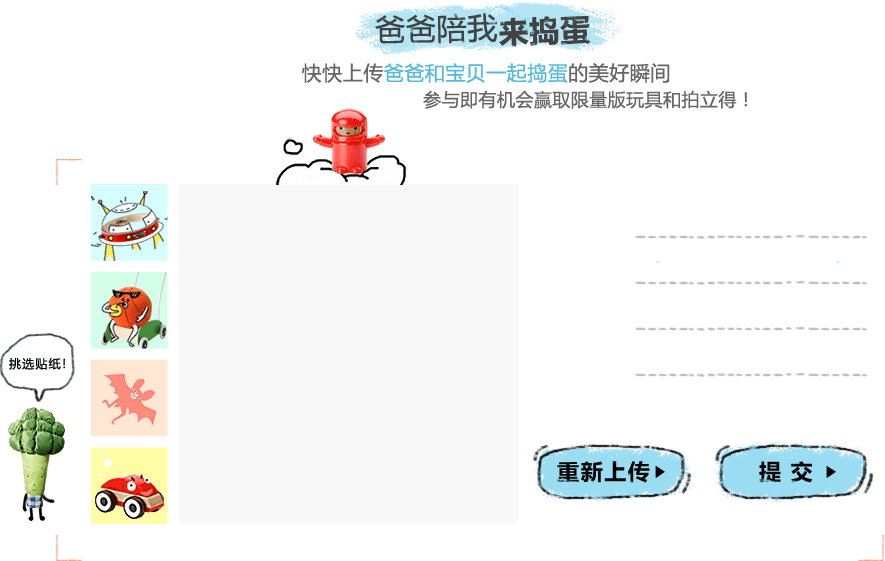 爸爸陪我来捣蛋
快快上传爸爸和宝贝一起捣蛋的美好瞬间
参与即有机会赢取限量版玩具和拍立得！
挑选贴纸!
重新上传
提 交